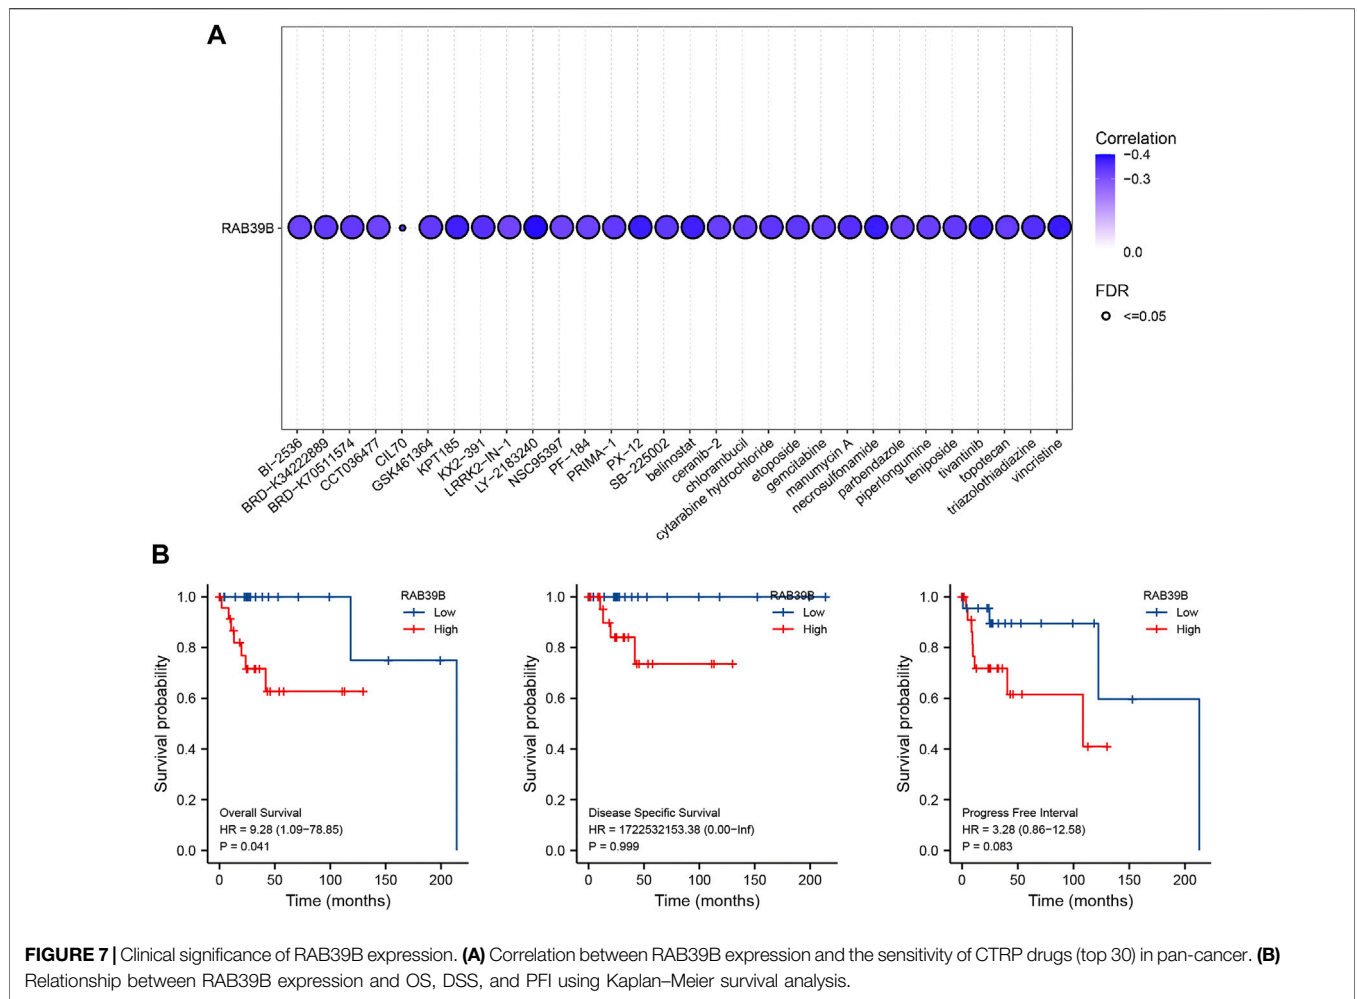 A
Correlation
−0.4
−0.3
0.0
FDR
<=0.05
RAB39B
BI−2536
BRD−K34222889
BRD−K70511574
CCT036477
CIL70
GSK461364
KPT185
KX2−391
LRRK2−IN−1
LY−2183240
NSC95397
PF−184
PRIMA−1
PX−12
SB−225002
belinostat
ceranib−2
chlorambucil
cytarabine hydrochloride
etoposide
gemcitabine
manumycin A
necrosulfonamide
parbendazole
piperlongumine
teniposide
tivantinib
topotecan
triazolothiadiazine
vincristine
B
RAB39B
Low
High
1.0
0.8
0.6
0.4
0.2
0.0
Survival probability
Overall Survival
HR = 9.28 (1.09−78.85)
P = 0.041
0 50 100 150 200
Time (months)
RAB39B
Low
High
1.0
0.8
0.6
0.4
0.2
0.0
Survival probability
Disease Specific Survival
HR = 1722532153.38 (0.00−Inf)
P = 0.999
0 50 100 150 200
Time (months)
RAB39B
Low
High
1.0
0.8
0.6
0.4
0.2
0.0
Survival probability
Progress Free Interval
HR = 3.28 (0.86−12.58)
P = 0.083
0 50 100 150 200
Time (months)
FIGURE 7 | Clinical significance of RAB39B expression. (A) Correlation between RAB39B expression and the sensitivity of CTRP drugs (top 30) in pan-cancer. (B)
Relationship between RAB39B expression and OS, DSS, and PFI using Kaplan–Meier survival analysis.